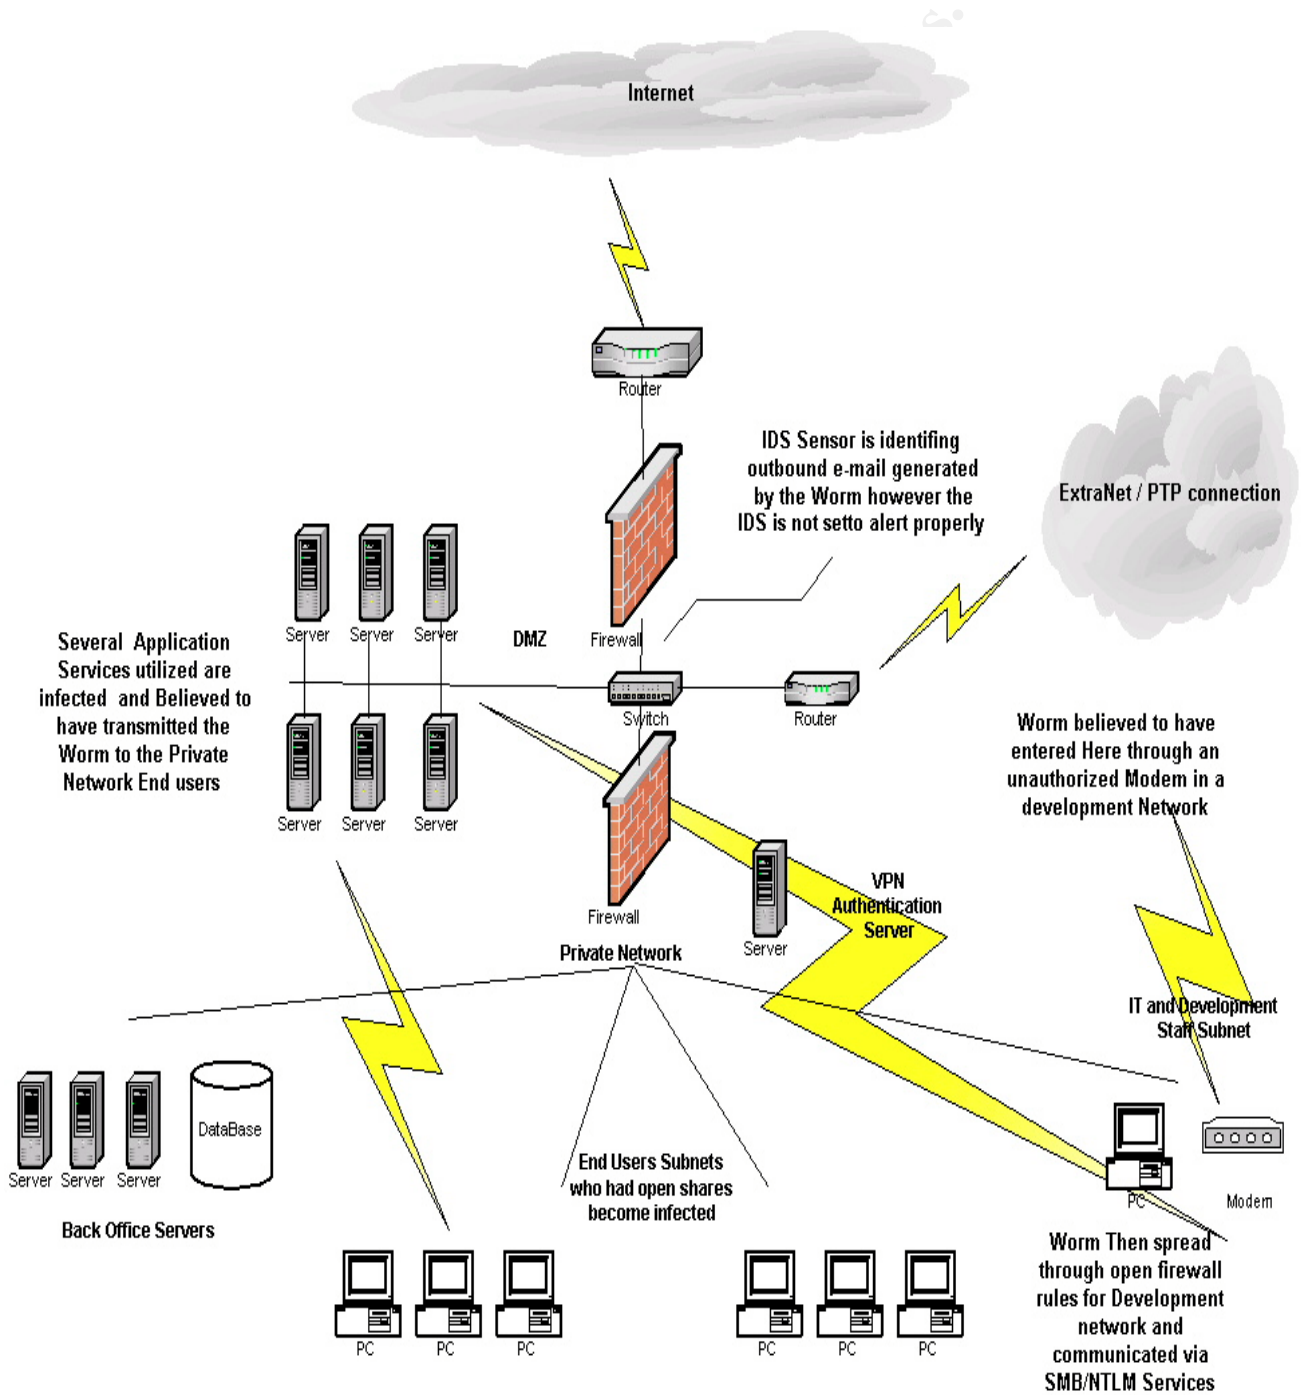 Internet
Router
IDS Sensor is identifing
outbound e-mail generated
by the Worm however the
IDS is not setto alert properly
ExtraNet / PTP connection
Server Server Server
DMZ
Firewall
Several Application
Services utilized are
infected and Believed to
have transmitted the
Worm to the Private
Network End users
Switch
Router
Worm believed to have
entered Here through an
unauthorized Modem in a
development Network
Server Server Server
Firewall
VPN
Authentication
Server
Server
Private Network
IT and Development
Staff Subnet
DataBase
Server Server Server
Back Office Servers
End Users Subnets
who had open shares
become infected
PC
Modem
Worm Then spread
through open firewall
rules for Development
network and
communicated via
SMB/NTLM Services
PC PC PC
PC PC PC